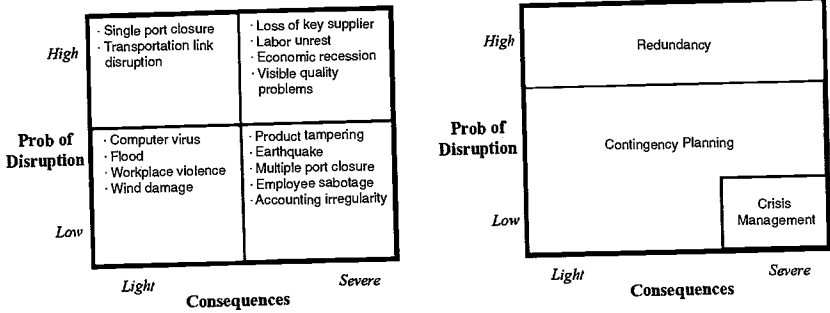 High
· Single port closure
· Transportation link
disruption
· Loss of key supplier
· Labor unrest
· Economic recession
· Visible quality
problems
Prob of
Disruption
· Computer virus
· Flood
· Workplace violence
· Wind damage
· Product tampering
· Earthquake
· Multiple port closure
· Employee sabotage
· Accounting irregularity
Low
Light
Severe
Consequences
High
Redundancy
Prob of
Disruption
Contingency Planning
Low
Crisis
Management
Light
Severe
Consequences